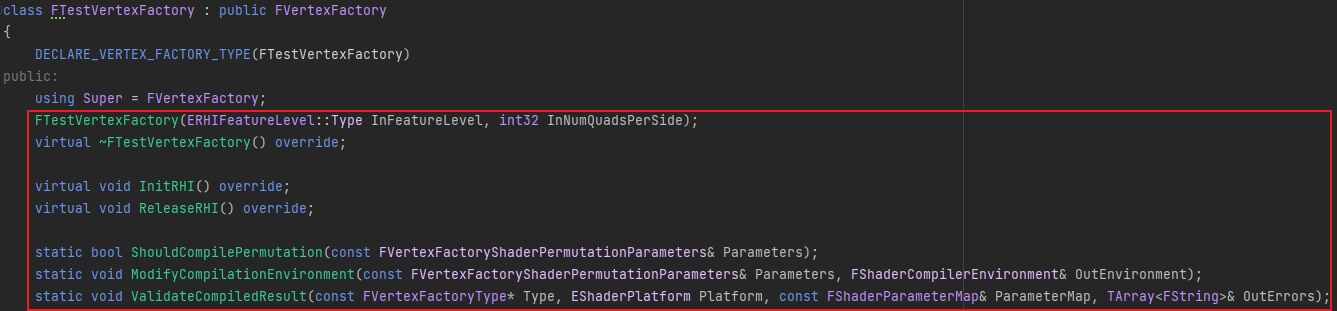 class FTestVertexFactory : public FVertexFactory
{
DECLARE_VERTEX_FACTORY_TYPE(FTestVertexFactory)
public:
using Super = FVertexFactory;
FTestVertexFactory(ERHIFeatureLevel::Type InFeatureLevel, int32 InNumQuadsPerSide);
virtual ~FTestVertexFactory() override;
virtual void InitRHI() override;
virtual void ReleaseRHI() override;
static bool ShouldCompilePermutation(const FVertexFactoryShaderPermutationParameters& Parameters);
static void ModifyCompilationEnvironment(const FVertexFactoryShaderPermutationParameters& Parameters, FShaderCompilerEnvironment& OutEnvironment);
static void ValidateCompiledResult(const FVertexFactoryType* Type, EShaderPlatform Platform, const FShaderParameterMap& ParameterMap, TArray<FString>& OutErrors);